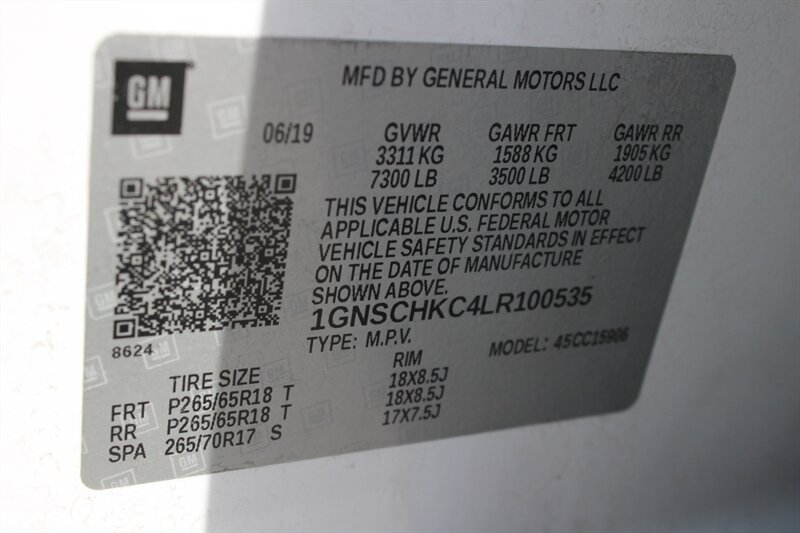 GM
MFD BY GENERAL MOTORS LLC
06/19 GVWR GAWR FRT GAWR RR
3311 KG 1588 KG 1905 KG
7300 LB 3500 LB 4200 LB
THIS VEHICLE CONFORMS TO ALL
APPLICABLE U.S. FEDERAL MOTOR
VEHICLE SAFETY STANDARDS IN EFFECT
ON THE DATE OF MANUFACTURE
SHOWN ABOVE.
1GNSCHKC4LR100535
8624
TYPE: M.P.V. MODEL: 45CC15906
TIRE SIZE RIM
FRT P265/65R18 T 18X8.5J
RR P265/65R18 T 18X8.5J
SPA 265/70R17 S 17X7.5J